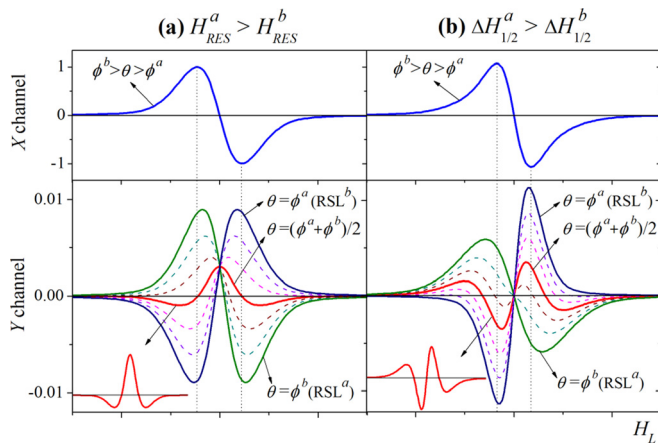 (a) H^a_RES > H^b_RES
(b) ΔH^a_1/2 > ΔH^b_1/2
X channel
1
0
-1
ϕ^b>θ>ϕ^a
ϕ^b>θ>ϕ^a
Y channel
0.01
0.00
-0.01
θ=ϕ^a(RSL^b)
θ=(ϕ^a+ϕ^b)/2
θ=ϕ^b(RSL^a)
θ=ϕ^a(RSL^b)
θ=(ϕ^a+ϕ^b)/2
θ=ϕ^b(RSL^a)
H_L